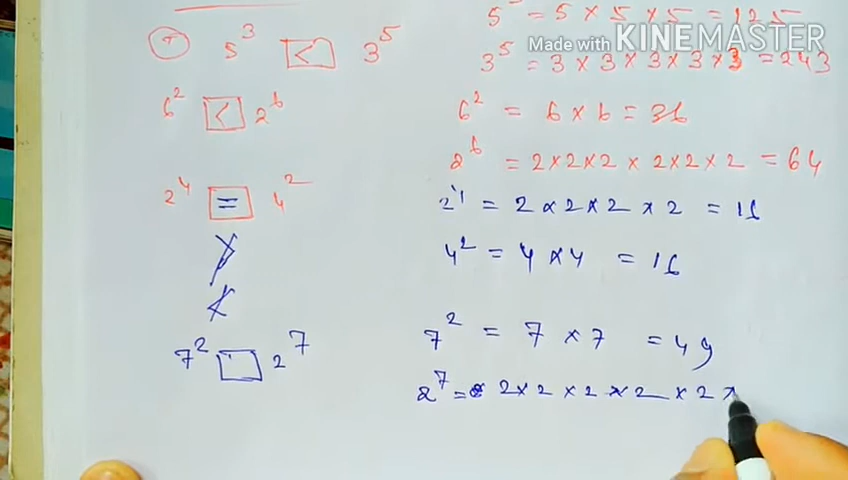 5 = 5 × 5 × 5 = 125
Made with KINEMASTER
+ 5³ < 3⁵
3⁵ = 3 × 3 × 3 × 3 × 3 = 243
6² < 2⁶
6² = 6 × 6 = 36
2⁶ = 2×2×2 × 2×2×2 = 64
2⁴ = 4²
2⁴ = 2 × 2 × 2 × 2 = 16
>
4² = 4 × 4 = 16
<
7² = 7 × 7 = 49
7² 2⁷
2⁷ = 2×2 × 2 × 2 × 2 ×